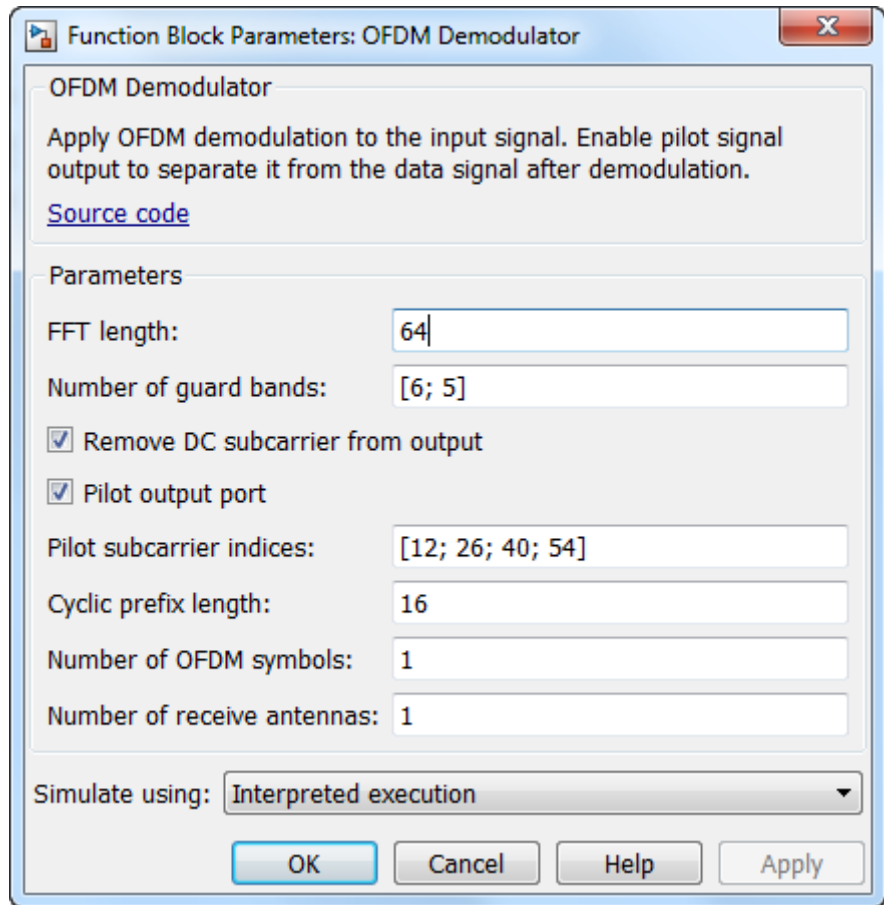 Function Block Parameters: OFDM Demodulator
OFDM Demodulator
Apply OFDM demodulation to the input signal. Enable pilot signal
output to separate it from the data signal after demodulation.
Source code
Parameters
FFT length: 64
Number of guard bands: [6; 5]
Remove DC subcarrier from output
Pilot output port
Pilot subcarrier indices: [12; 26; 40; 54]
Cyclic prefix length: 16
Number of OFDM symbols: 1
Number of receive antennas: 1
Simulate using: Interpreted execution
OK Cancel Help Apply